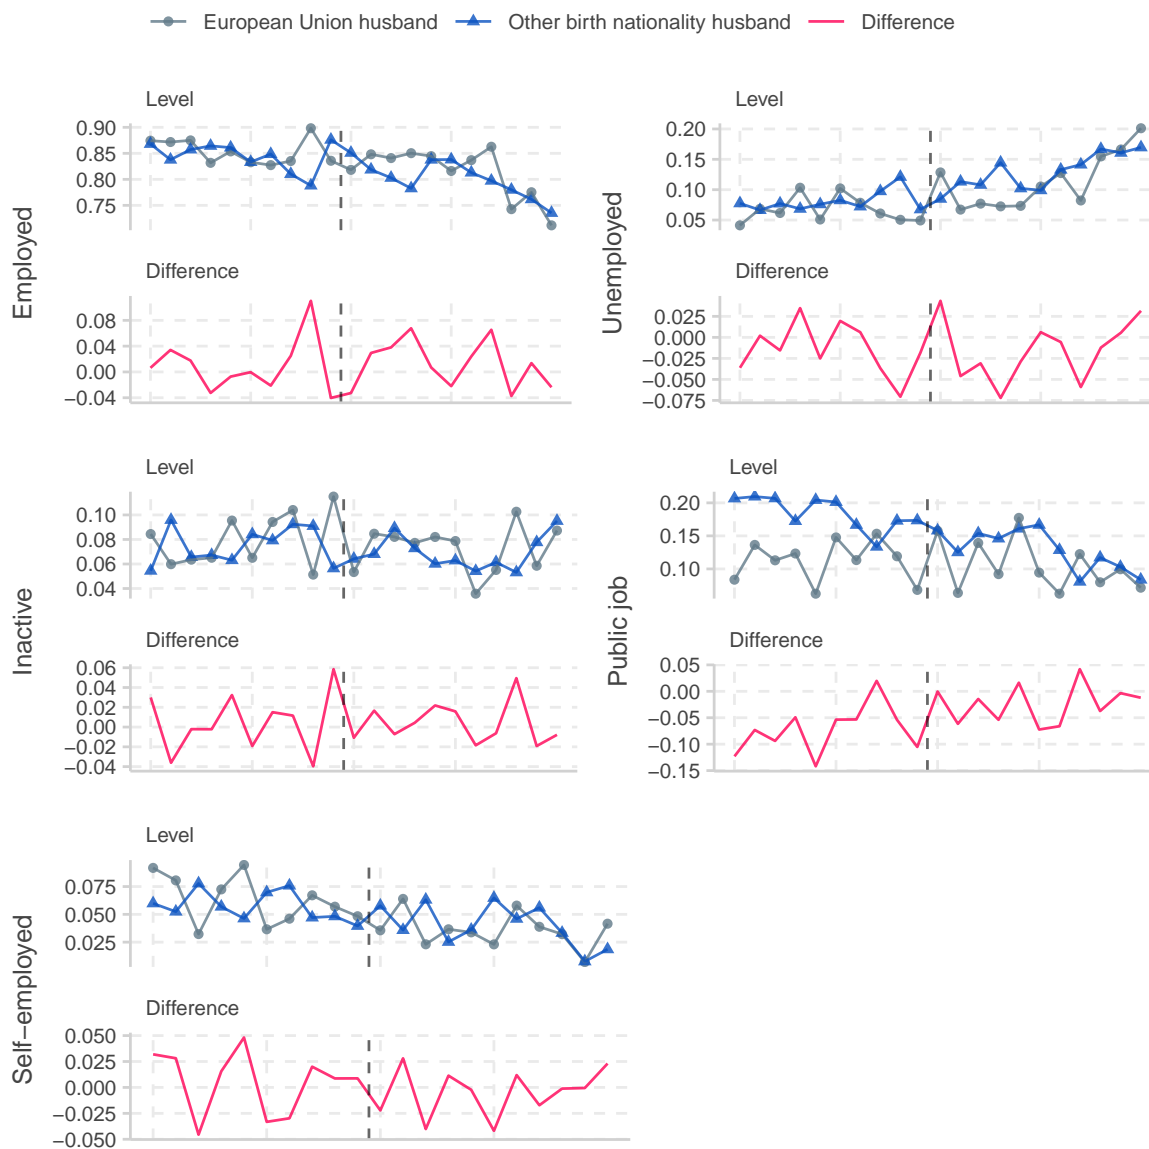 European Union husband Other birth nationality husband Difference
Employed
Level
0.90
0.85
0.80
0.75
Difference
0.08
0.04
0.00
−0.04
Unemployed
Level
0.20
0.15
0.10
0.05
Difference
0.025
0.000
−0.025
−0.050
−0.075
Inactive
Level
0.10
0.08
0.06
0.04
Difference
0.06
0.04
0.02
0.00
−0.02
−0.04
Public job
Level
0.20
0.15
0.10
Difference
0.05
0.00
−0.05
−0.10
−0.15
Self−employed
Level
0.075
0.050
0.025
Difference
0.050
0.025
0.000
−0.025
−0.050